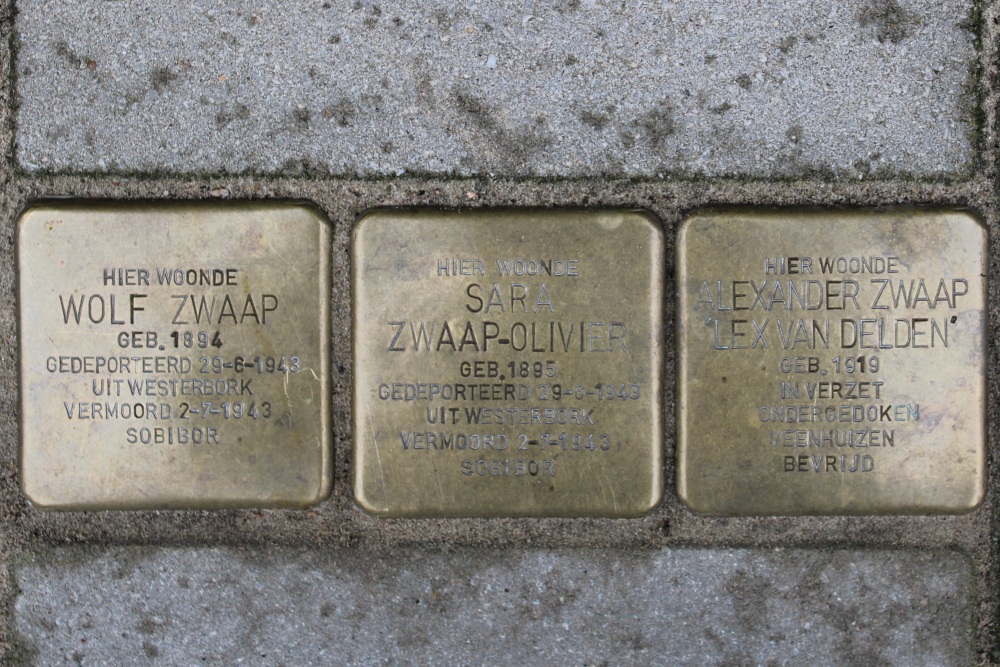 HIER WOONDE
WOLF ZWAAP
GEB. 1894
GEDEPORTEERD 29-6-1943
UIT WESTERBORK
VERMOORD 2-7-1943
SOBIBOR
HIER WOONDE
SARA
ZWAAP-OLIVIER
GEB. 1895
GEDEPORTEERD 29-6-1943
UIT WESTERBORK
VERMOORD 2-7-1943
SOBIBOR
HIER WOONDE
ALEXANDER ZWAAP
'LEX VAN DELDEN'
GEB. 1919
IN VERZET
ONDERGEDOKEN
VEENHUIZEN
BEVRIJD